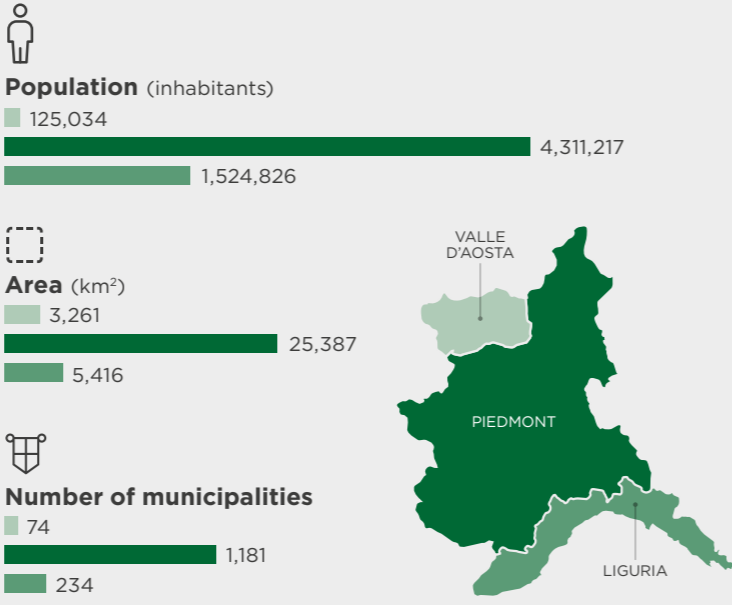 Population (inhabitants)
125,034
4,311,217
1,524,826
Area (km²)
3,261
25,387
5,416
Number of municipalities
74
1,181
234
VALLE
D’AOSTA
PIEDMONT
LIGURIA